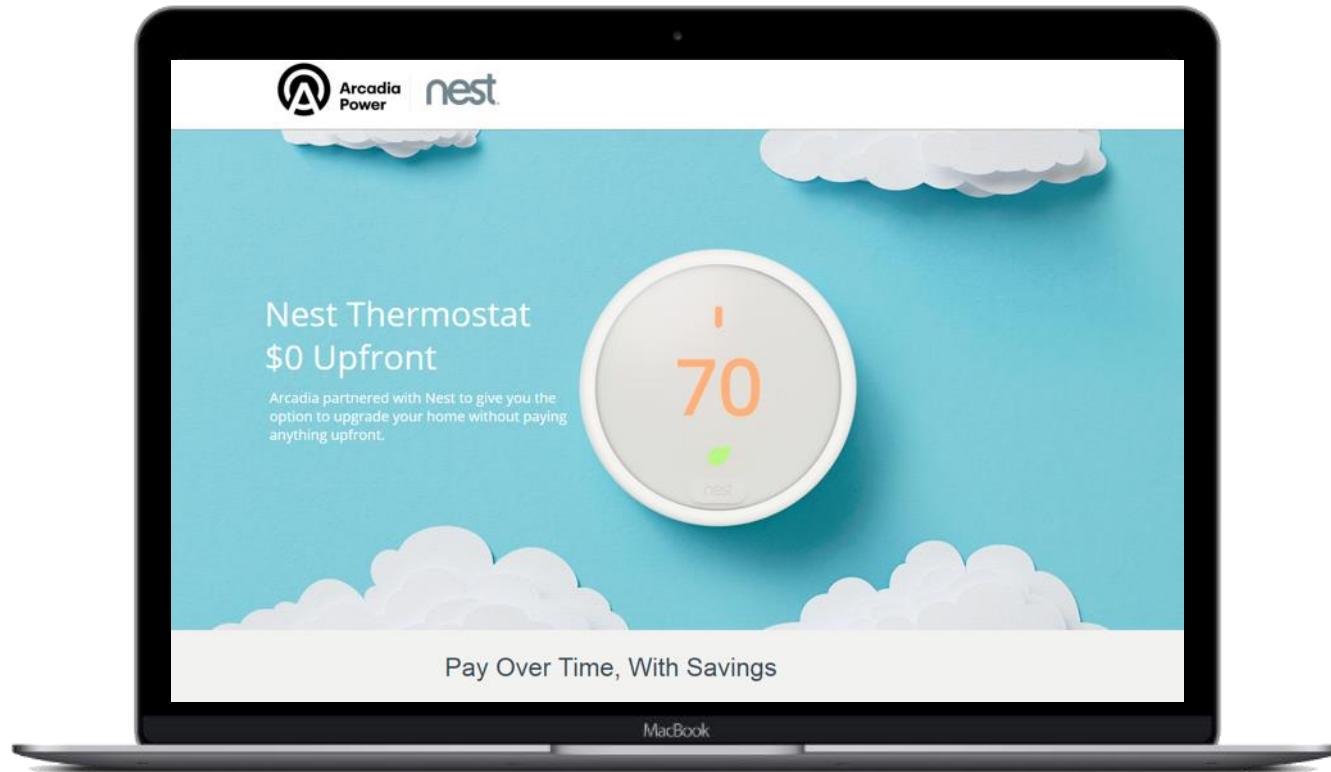 Arcadia
Power
nest
Nest Thermostat
$0 Upfront
Arcadia partnered with Nest to give you the
option to upgrade your home without paying
anything upfront.
70
nest
Pay Over Time, With Savings
MacBook